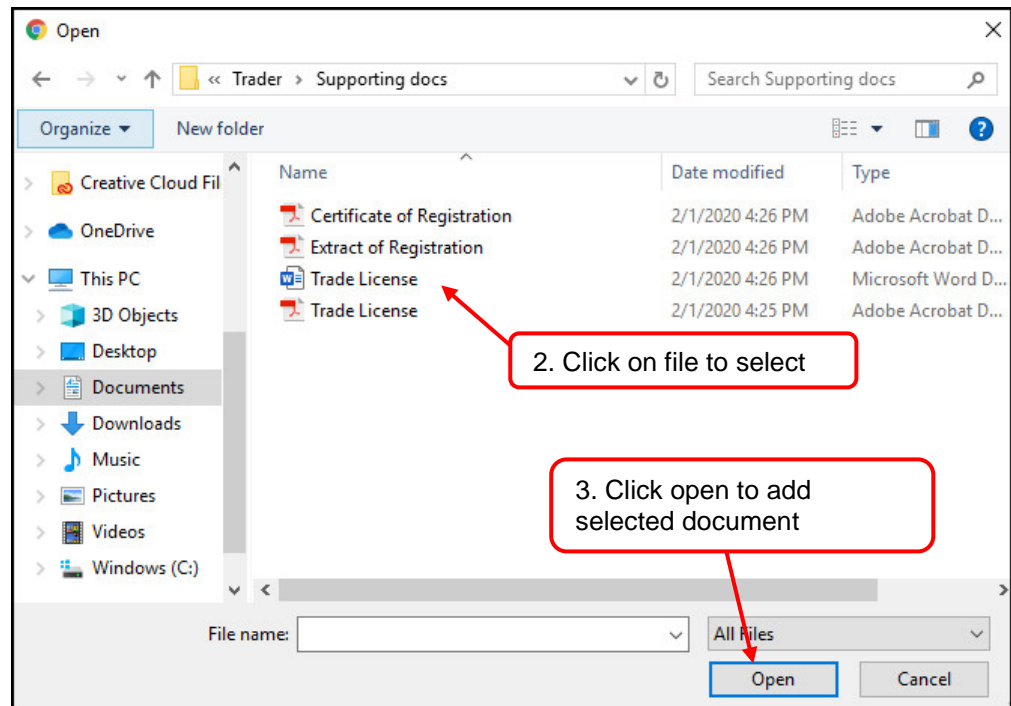 Open
« Trader > Supporting docs
Search Supporting docs
Organize
New folder
Creative Cloud Fil
OneDrive
This PC
3D Objects
Desktop
Documents
Downloads
Music
Pictures
Videos
Windows (C:)
Name Date modified Type
Certificate of Registration 2/1/2020 4:26 PM Adobe Acrobat D...
Extract of Registration 2/1/2020 4:26 PM Adobe Acrobat D...
Trade License 2/1/2020 4:26 PM Microsoft Word D...
Trade License 2/1/2020 4:25 PM Adobe Acrobat D...
2. Click on file to select
3. Click open to add
selected document
File name:
All Files
Open
Cancel